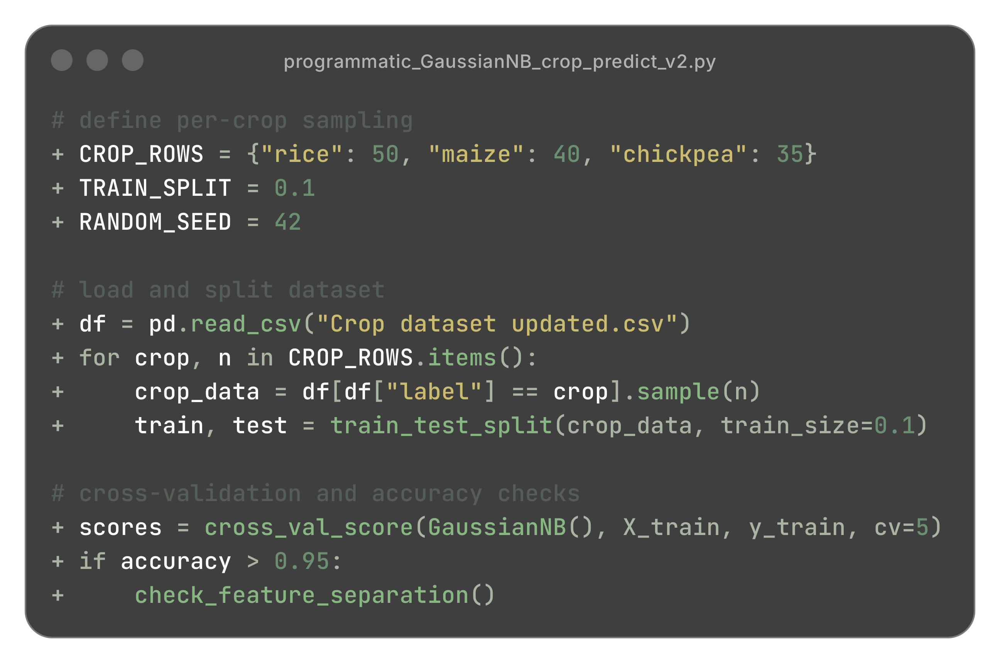 programmatic_GaussianNB_crop_predict_v2.py
# define per-crop sampling
+ CROP_ROWS = {"rice": 50, "maize": 40, "chickpea": 35}
+ TRAIN_SPLIT = 0.1
+ RANDOM_SEED = 42
# load and split dataset
+ df = pd.read_csv("Crop dataset updated.csv")
+ for crop, n in CROP_ROWS.items():
+     crop_data = df[df["label"] == crop].sample(n)
+     train, test = train_test_split(crop_data, train_size=0.1)
# cross-validation and accuracy checks
+ scores = cross_val_score(GaussianNB(), X_train, y_train, cv=5)
+ if accuracy > 0.95:
+     check_feature_separation()